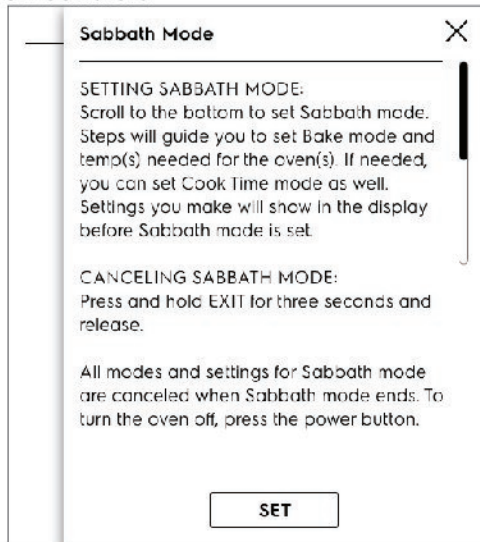 Sabbath Mode
SETTING SABBATH MODE:
Scroll to the bottom to set Sabbath mode.
Steps will guide you to set Bake mode and
temp(s) needed for the oven(s). If needed,
you can set Cook Time mode as well.
Settings you make will show in the display
before Sabbath mode is set.
CANCELING SABBATH MODE:
Press and hold EXIT for three seconds and
release.
All modes and settings for Sabbath mode
are canceled when Sabbath mode ends. To
turn the oven off, press the power button.
SET